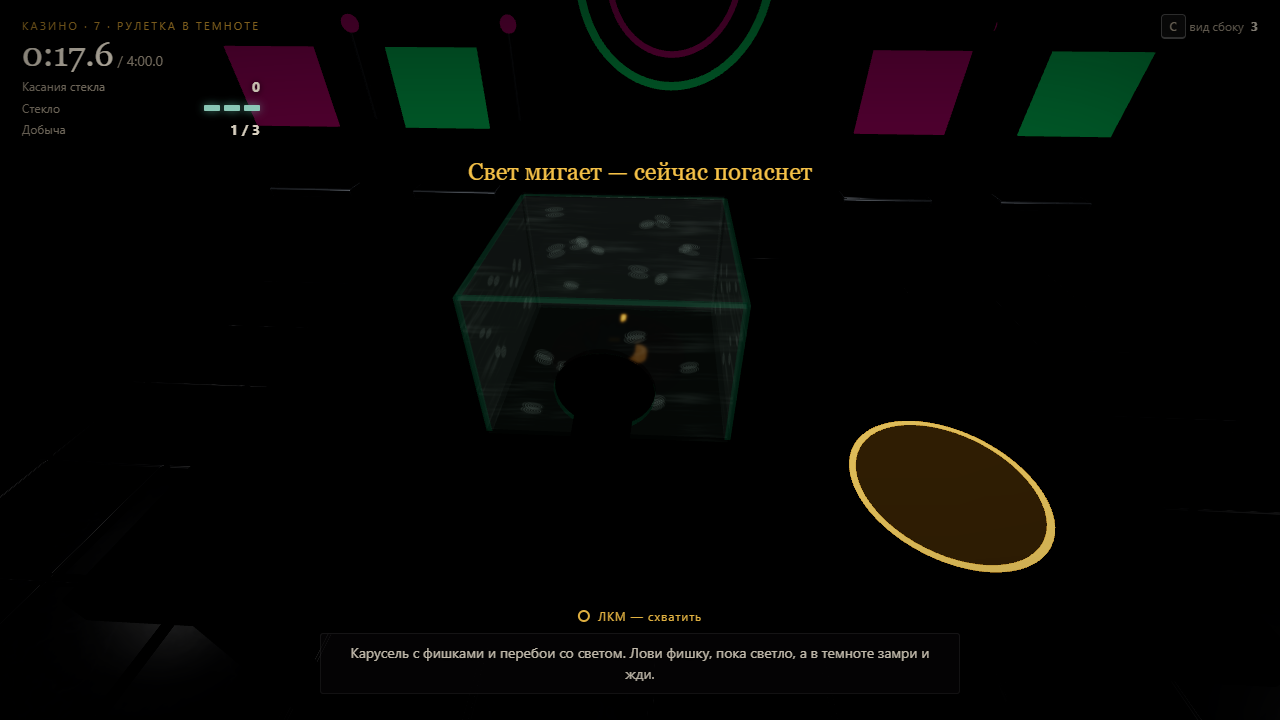 КАЗИНО · 7 · РУЛЕТКА В ТЕМНОТЕ
0:17.6 / 4:00.0
Касания стекла 0
Стекло
Добыча 1 / 3
C вид сбоку 3
Свет мигает — сейчас погаснет
ЛКМ — схватить
Карусель с фишками и перебои со светом. Лови фишку, пока светло, а в темноте замри и
жди.